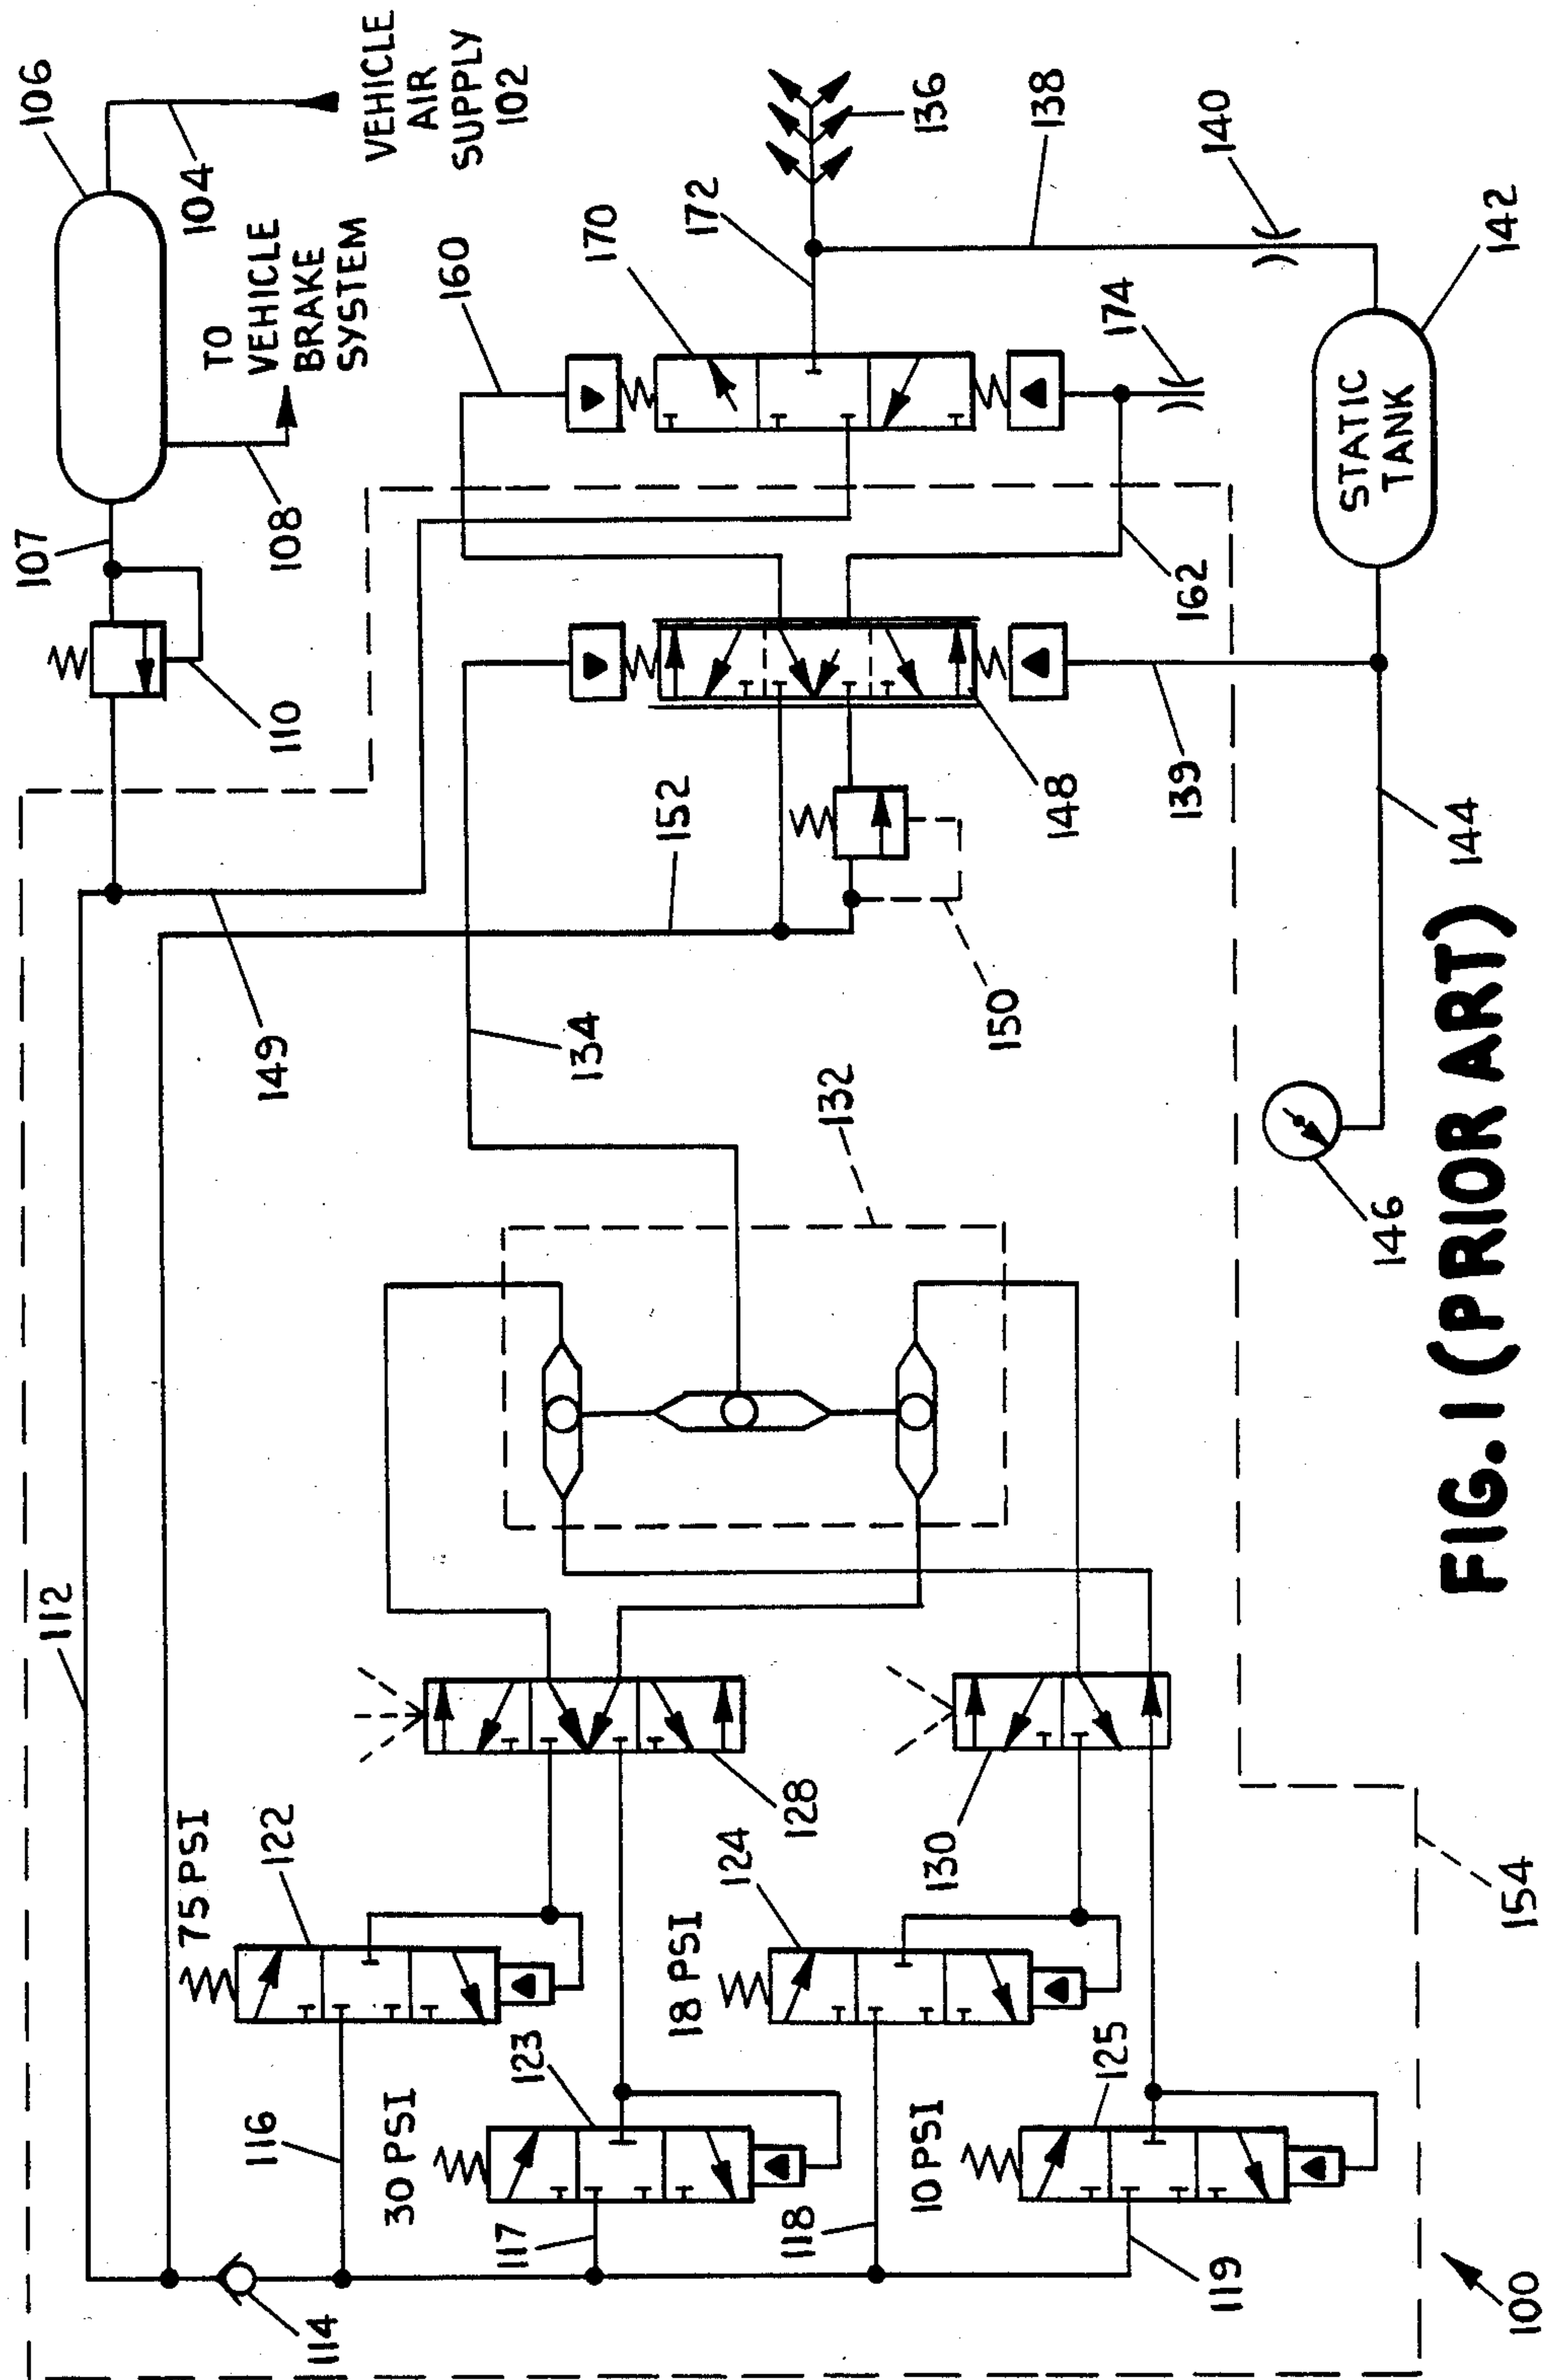 106
104
VEHICLE
AIR
SUPPLY
102
TO
VEHICLE
BRAKE
SYSTEM
107
108
110
160
170
172
136
138
140
174
142
STATIC
TANK
162
149
152
148
139
144
134
150
132
146
112
75 PSI
122
128
124
130
18 PSI
154
116
30 PSI
123
117
118
10 PSI
125
119
114
100
FIG. 1 (PRIOR ART)